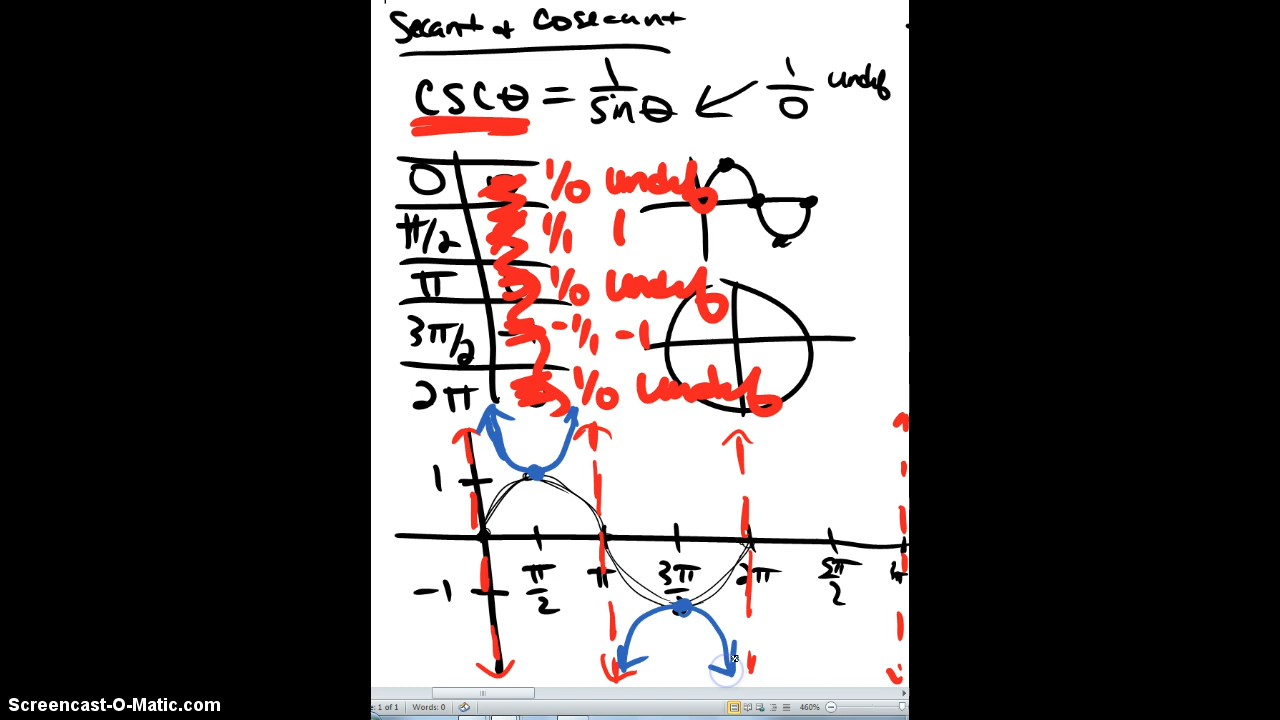 Secant & Cosecant
cscθ = 1/sinθ ← 1/0 undef
0 1/0 undef
π/2 1/1 1
π 1/0 undef
3π/2 -1/1 -1
2π 1/0 undef
1
π/2 π 3π/2 2π 5π/2
-1
: 1 of 1 Words: 0 460%
Screencast-O-Matic.com